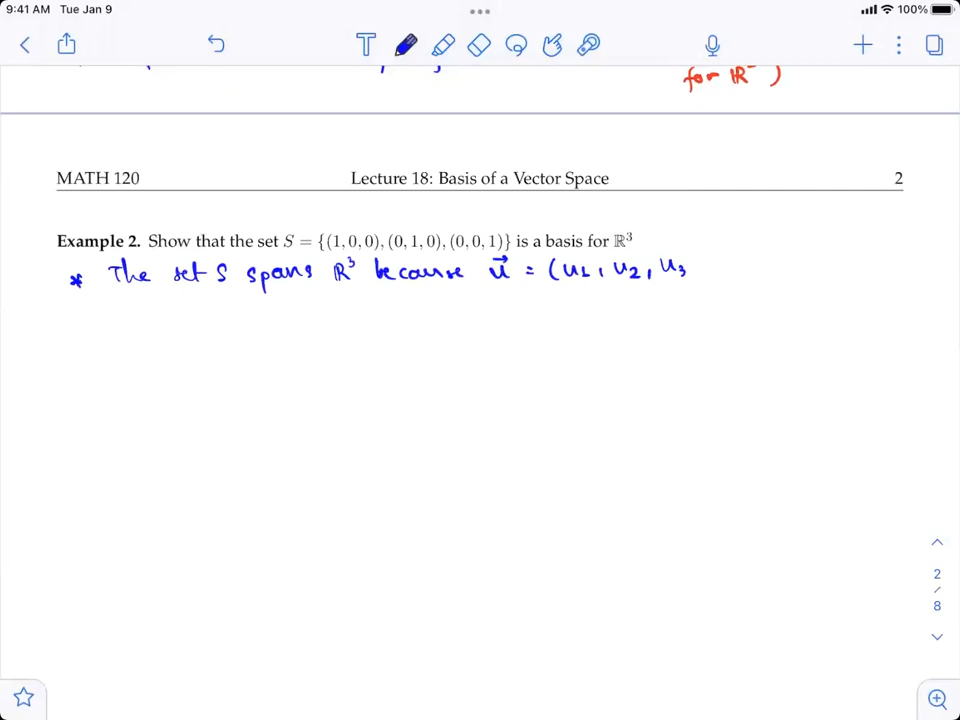 9:41 AM Tue Jan 9
100%
for ℝ² )
MATH 120
Lecture 18: Basis of a Vector Space
2
Example 2. Show that the set S = {(1, 0, 0), (0, 1, 0), (0, 0, 1)} is a basis for ℝ³
* The set S spans ℝ³ because u⃗ = (u₁, u₂, u₃
2
/
8